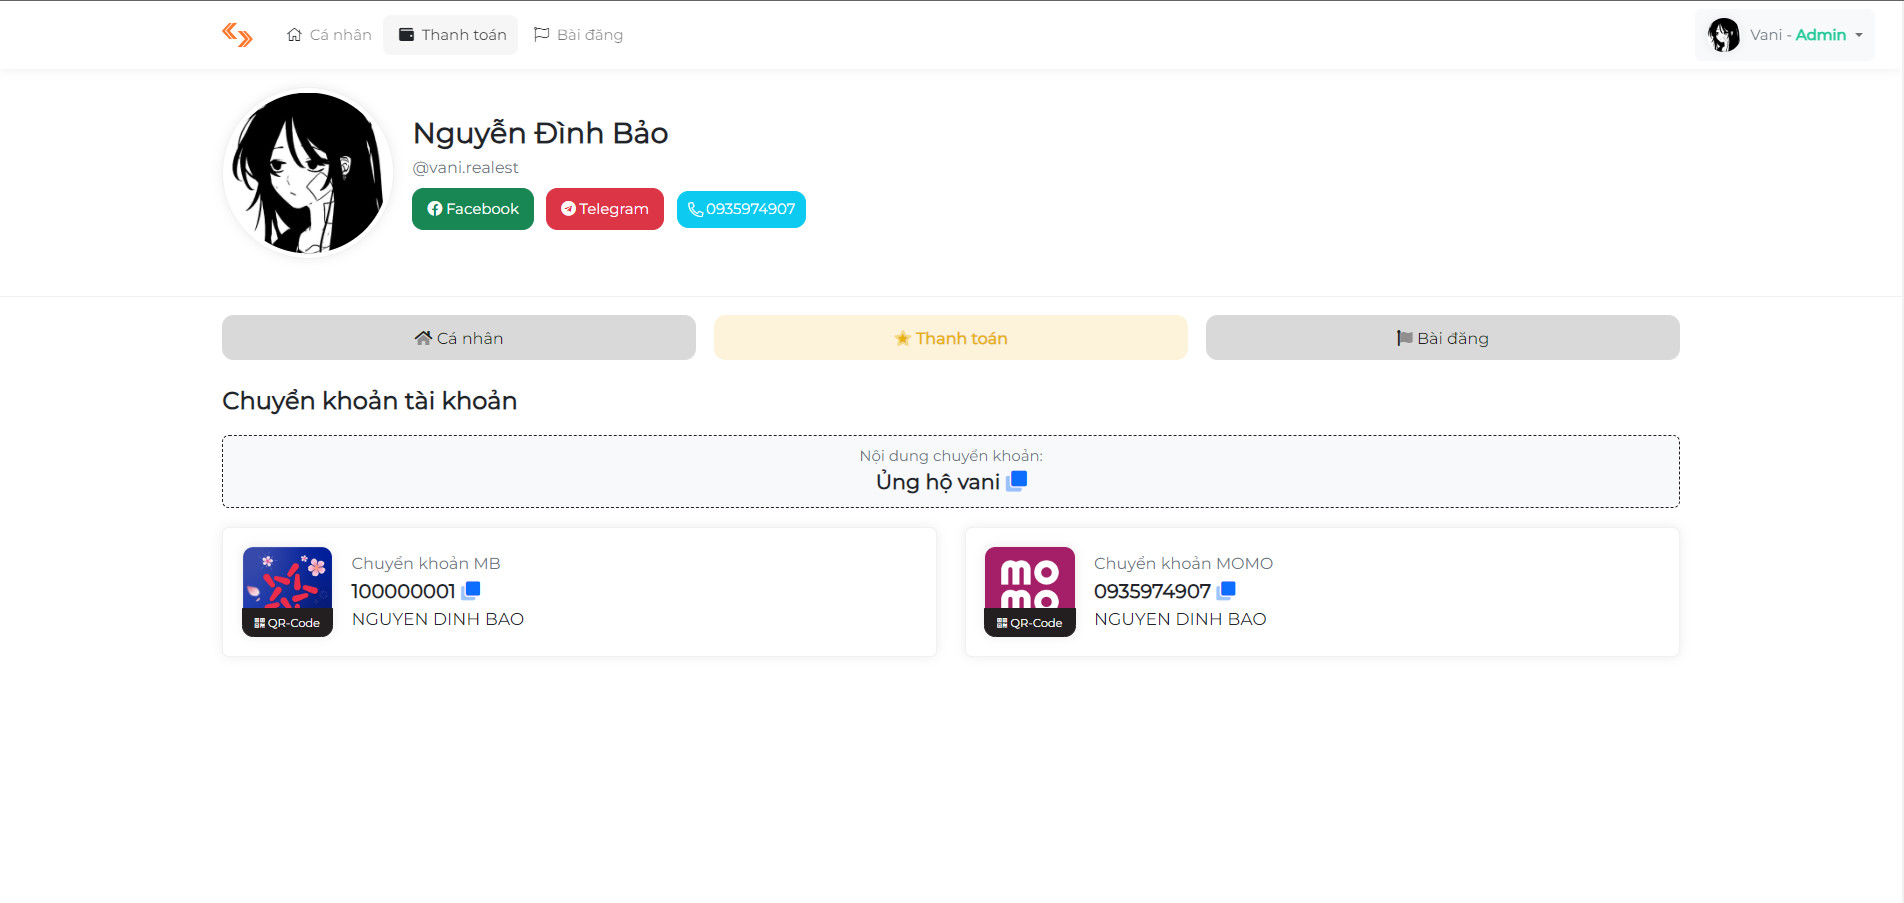 Cá nhân
Thanh toán
Bài đăng
Vani - Admin
Nguyễn Đình Bảo
@vani.realest
Facebook
Telegram
0935974907
Cá nhân
Thanh toán
Bài đăng
Chuyển khoản tài khoản
Nội dung chuyển khoản:
Ủng hộ vani
Chuyển khoản MB
100000001
NGUYEN DINH BAO
QR-Code
Chuyển khoản MOMO
0935974907
NGUYEN DINH BAO
mo
mo
QR-Code